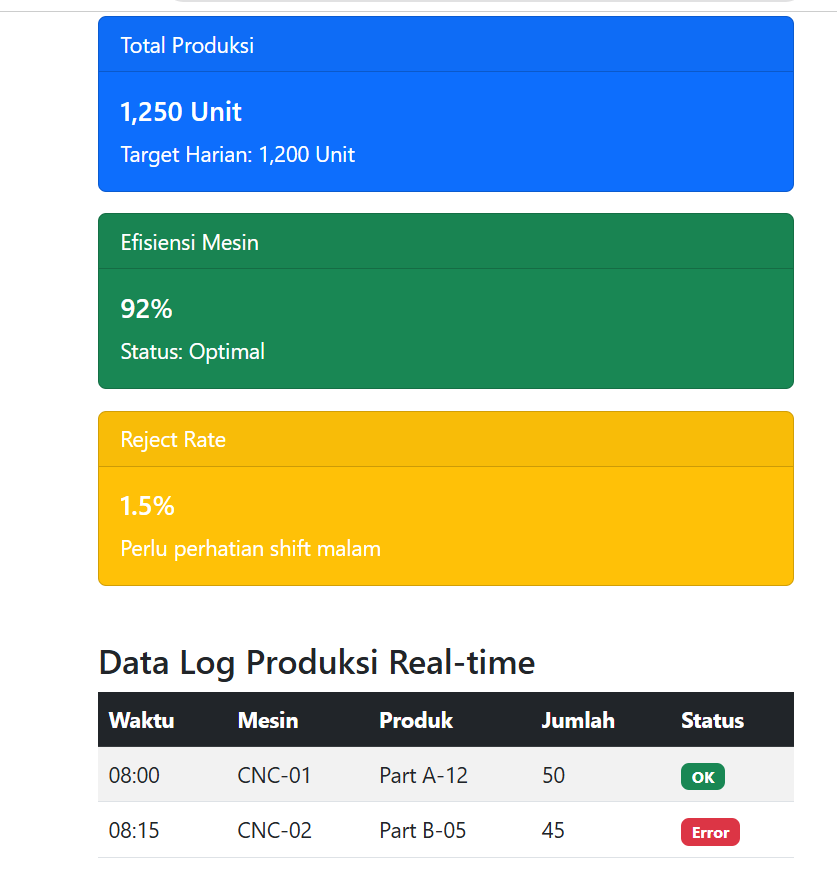 Total Produksi
1,250 Unit
Target Harian: 1,200 Unit
Efisiensi Mesin
92%
Status: Optimal
Reject Rate
1.5%
Perlu perhatian shift malam
Data Log Produksi Real-time
Waktu Mesin Produk Jumlah Status
08:00 CNC-01 Part A-12 50 OK
08:15 CNC-02 Part B-05 45 Error